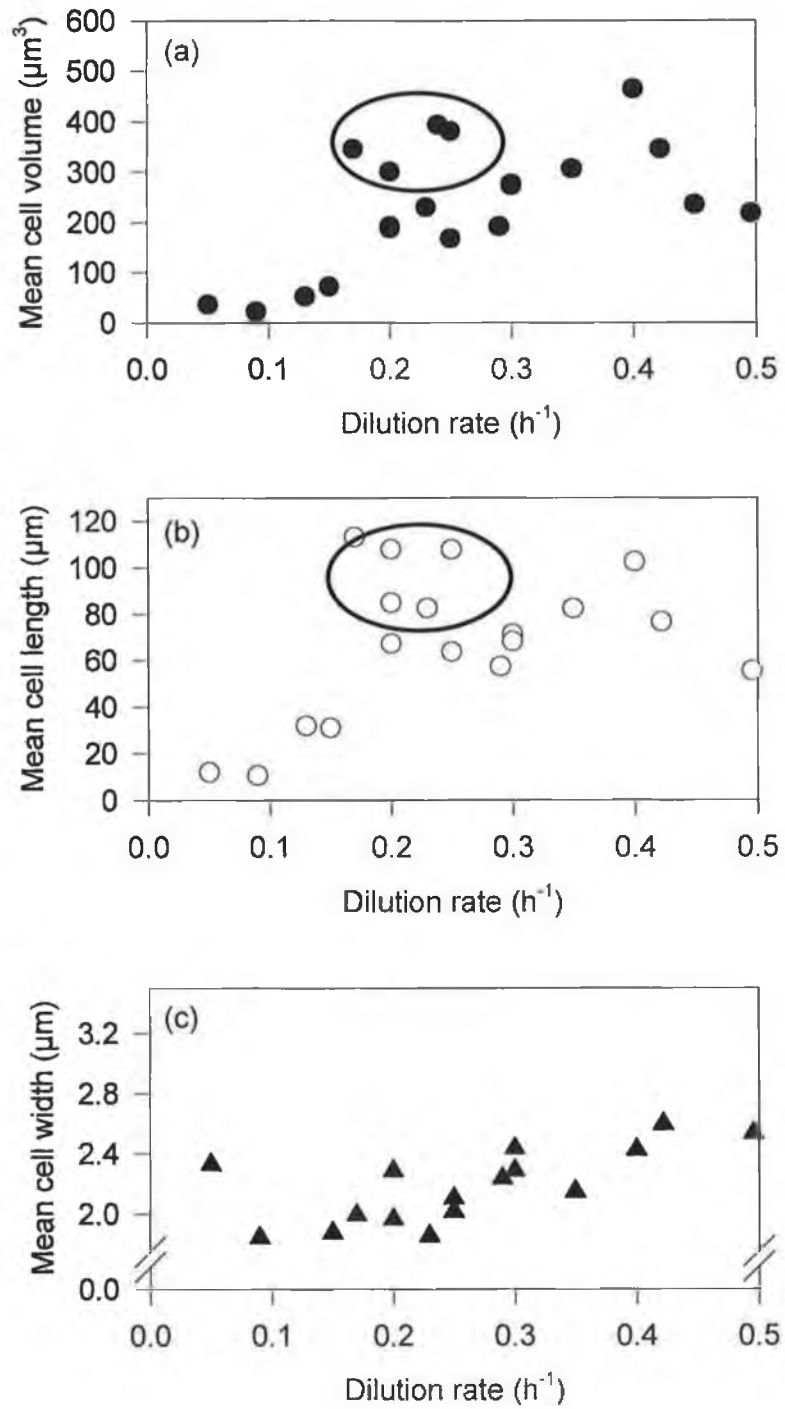 (a)
Mean cell volume (µm³)
600
500
400
300
200
100
0
0.0 0.1 0.2 0.3 0.4 0.5
Dilution rate (h⁻¹)
(b)
Mean cell length (µm)
120
100
80
60
40
20
0
0.0 0.1 0.2 0.3 0.4 0.5
Dilution rate (h⁻¹)
(c)
Mean cell width (µm)
3.2
2.8
2.4
2.0
0.0
0.0 0.1 0.2 0.3 0.4 0.5
Dilution rate (h⁻¹)